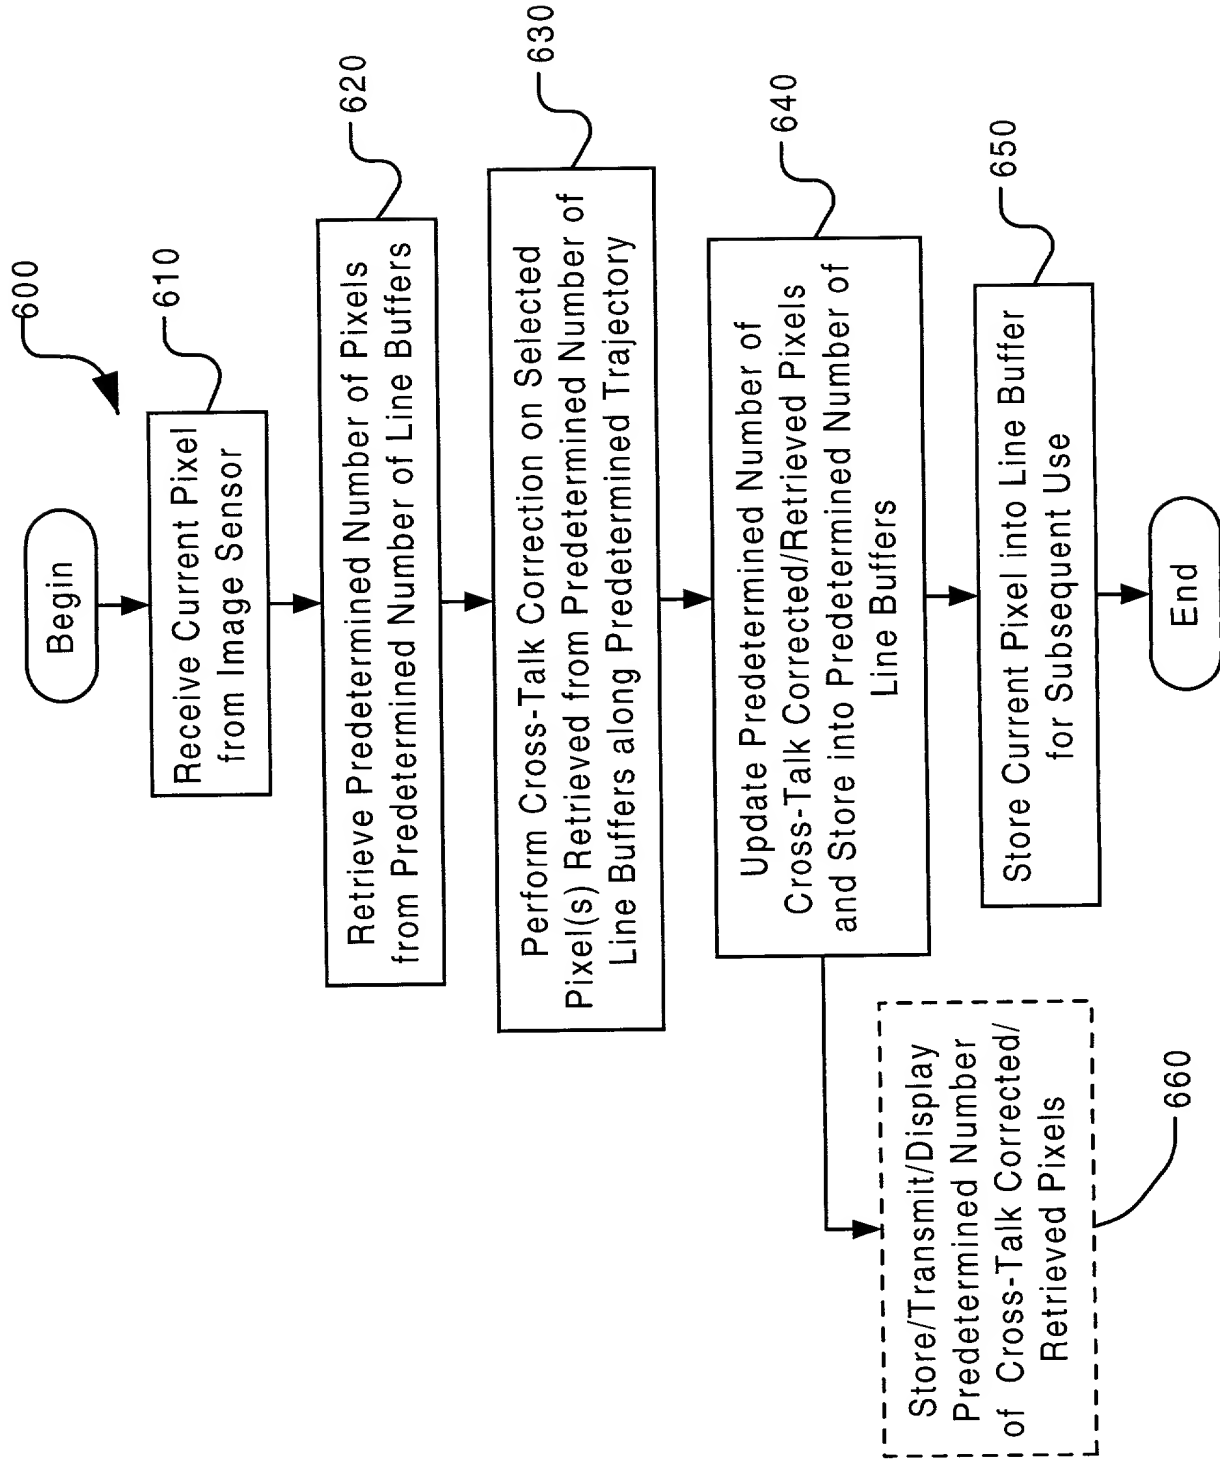 600
Begin
Receive Current Pixel
from Image Sensor
610
Retrieve Predetermined Number of Pixels
from Predetermined Number of Line Buffers
620
Perform Cross-Talk Correction on Selected
Pixel(s) Retrieved from Predetermined Number of
Line Buffers along Predetermined Trajectory
630
Update Predetermined Number of
Cross-Talk Corrected/Retrieved Pixels
and Store into Predetermined Number of
Line Buffers
640
Store Current Pixel into Line Buffer
for Subsequent Use
650
Store/Transmit/Display
Predetermined Number
of Cross-Talk Corrected/
Retrieved Pixels
660
End